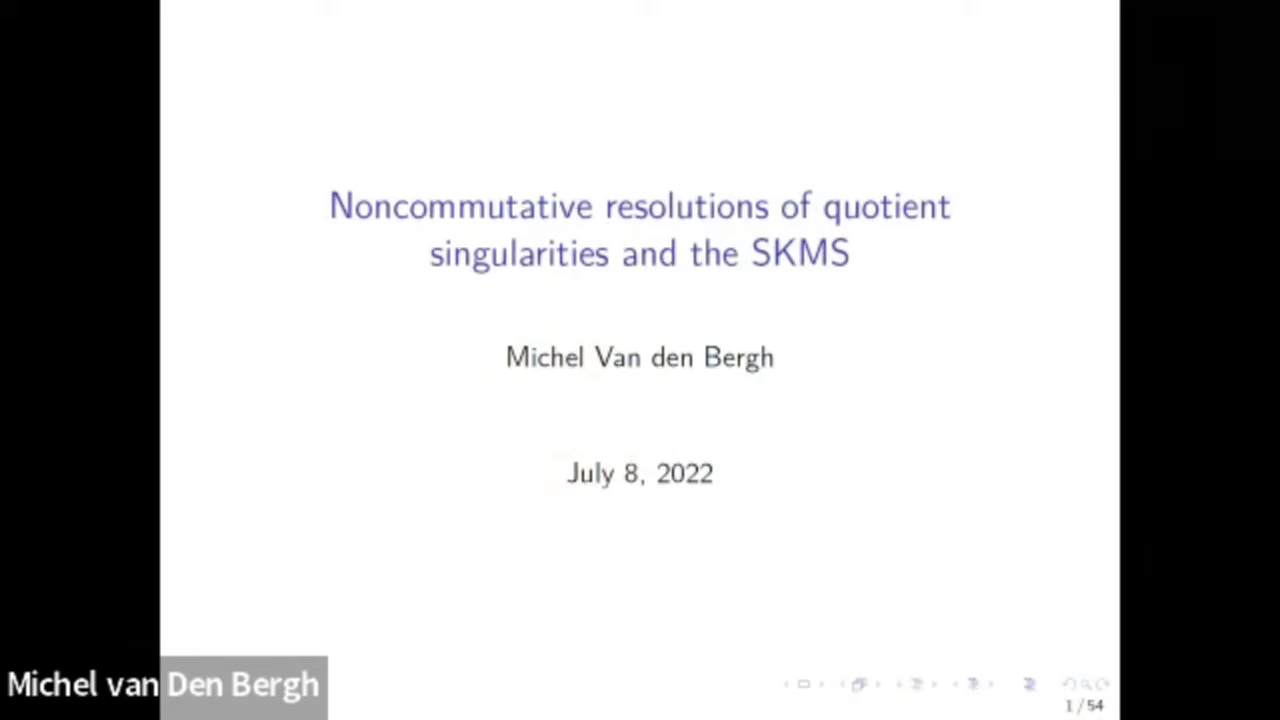 Noncommutative resolutions of quotient
singularities and the SKMS
Michel Van den Bergh
July 8, 2022
Michel van Den Bergh
1 / 54